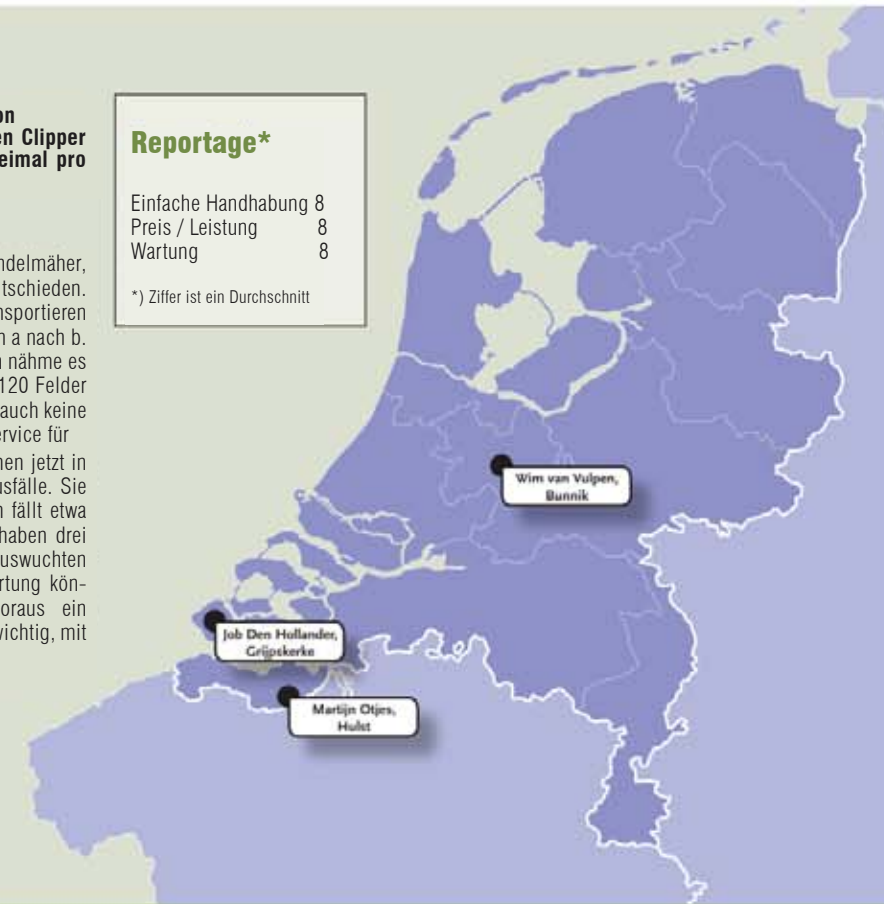 on
en Clipper
eimal pro
ndelmäher,
tschieden.
nsportieren
n a nach b.
n nähme es
120 Felder
auch keine
ervice für
nen jetzt in
usfälle. Sie
n fällt etwa
haben drei
uswuchten
rtung kön-
oraus ein
wichtig, mit
Reportage*
Einfache Handhabung 8
Preis / Leistung 8
Wartung 8
*) Ziffer ist ein Durchschnitt
Wim van Vulpen,
Bunnik
Job Den Hollander,
Grijpskerke
Martijn Otjes,
Hulst